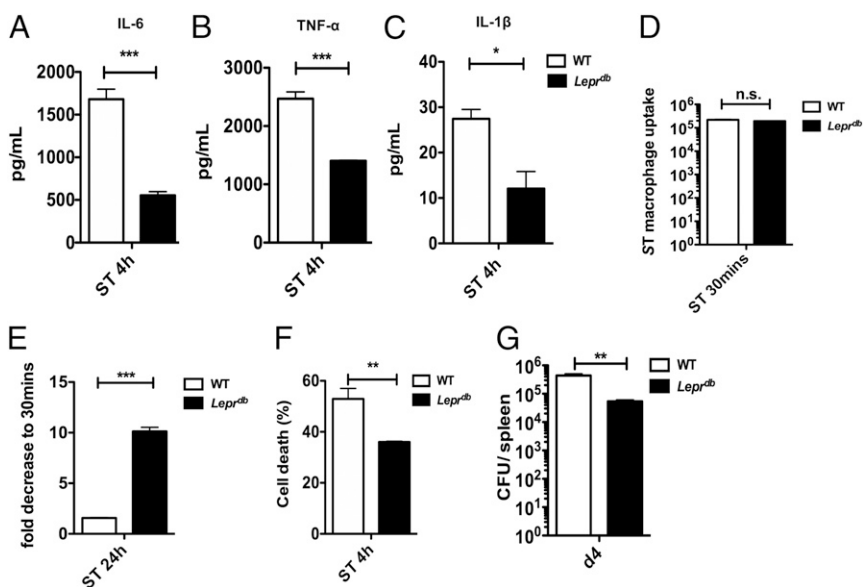 A
IL-6
***
pg/mL
2000
1500
1000
500
0
ST 4h
B
TNF-α
***
pg/mL
3000
2000
1000
0
ST 4h
C
IL-1β
*
WT
Lepr^db
pg/mL
40
30
20
10
0
ST 4h
D
n.s.
WT
Lepr^db
ST macrophage uptake
10^6
10^5
10^4
10^3
10^2
10^1
10^0
ST 30mins
E
***
WT
Lepr^db
fold decrease to 30mins
15
10
5
0
ST 24h
F
**
WT
Lepr^db
Cell death (%)
60
40
20
0
ST 4h
G
**
WT
Lepr^db
CFU/ spleen
10^6
10^5
10^4
10^3
10^2
10^1
10^0
d4